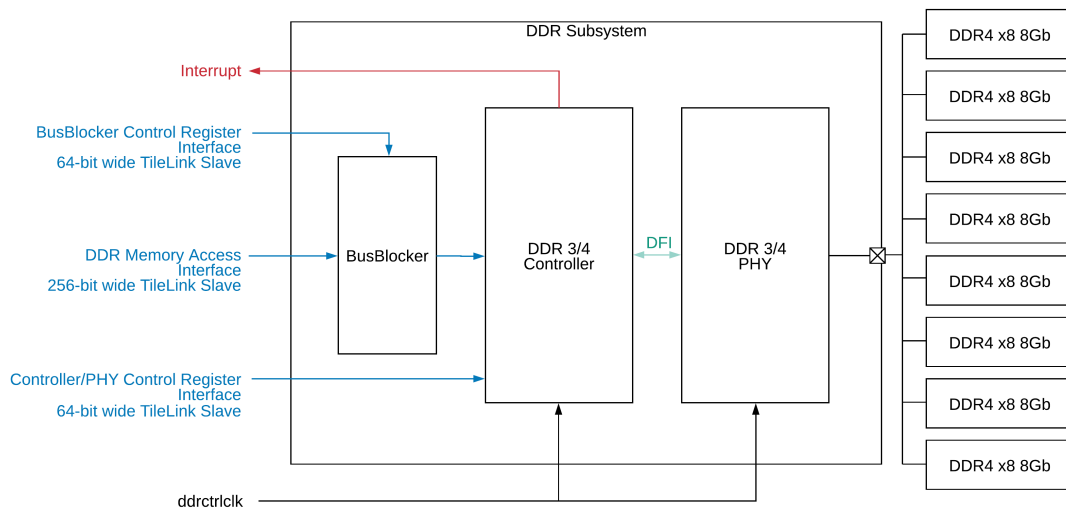 DDR Subsystem
Interrupt
BusBlocker Control Register
Interface
64-bit wide TileLink Slave
DDR Memory Access
Interface
256-bit wide TileLink Slave
Controller/PHY Control Register
Interface
64-bit wide TileLink Slave
ddrctrlclk
BusBlocker
DDR 3/4
Controller
DFI
DDR 3/4
PHY
DDR4 x8 8Gb
DDR4 x8 8Gb
DDR4 x8 8Gb
DDR4 x8 8Gb
DDR4 x8 8Gb
DDR4 x8 8Gb
DDR4 x8 8Gb
DDR4 x8 8Gb